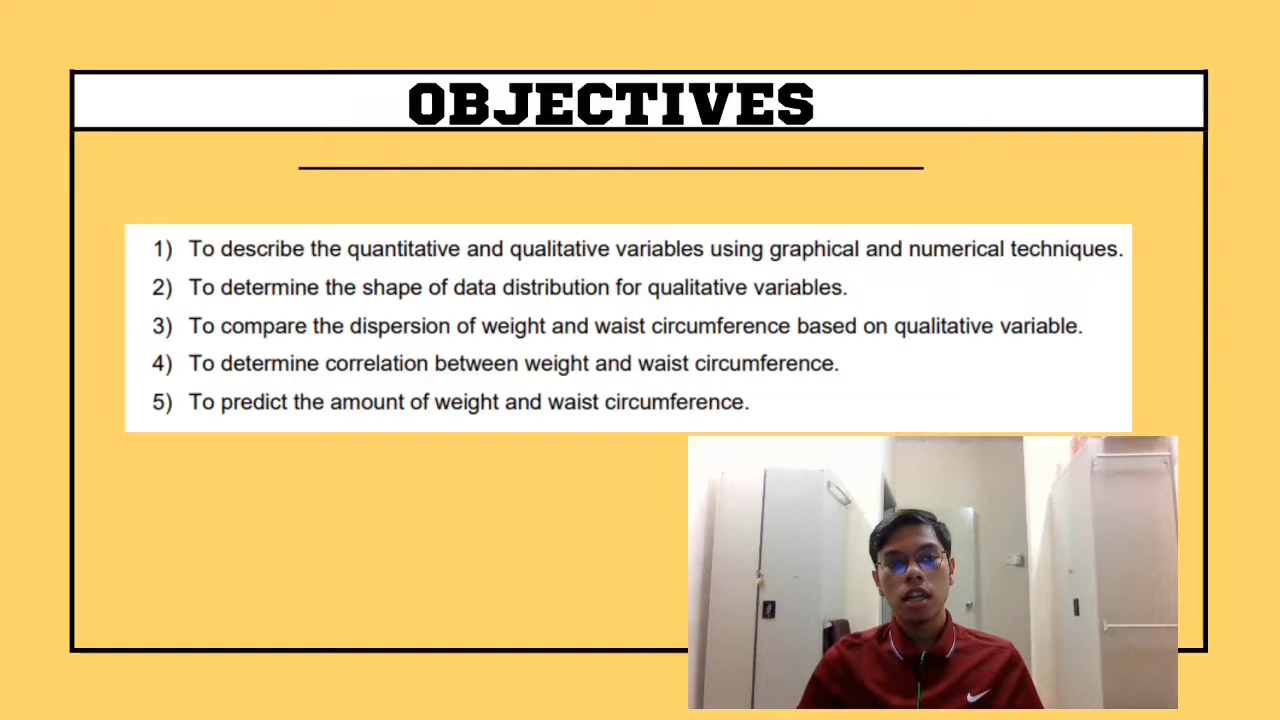 OBJECTIVES
1) To describe the quantitative and qualitative variables using graphical and numerical techniques.
2) To determine the shape of data distribution for qualitative variables.
3) To compare the dispersion of weight and waist circumference based on qualitative variable.
4) To determine correlation between weight and waist circumference.
5) To predict the amount of weight and waist circumference.